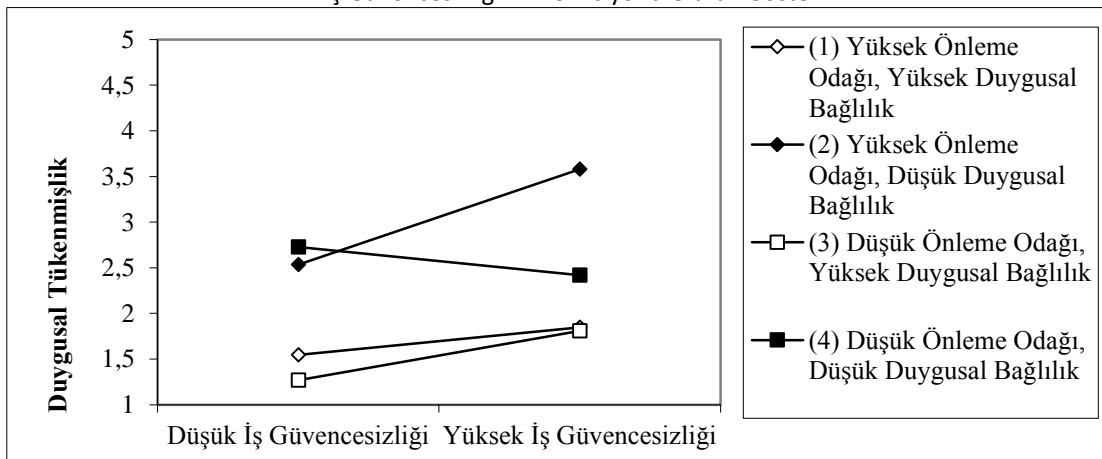 5
4,5
4
3,5
3
2,5
2
1,5
1
Duygusal Tükenmişlik
Düşük İş Güvencesizliği
Yüksek İş Güvencesizliği
(1) Yüksek Önleme
Odağı, Yüksek Duygusal
Bağlılık
(2) Yüksek Önleme
Odağı, Düşük Duygusal
Bağlılık
(3) Düşük Önleme Odağı,
Yüksek Duygusal Bağlılık
(4) Düşük Önleme Odağı,
Düşük Duygusal Bağlılık